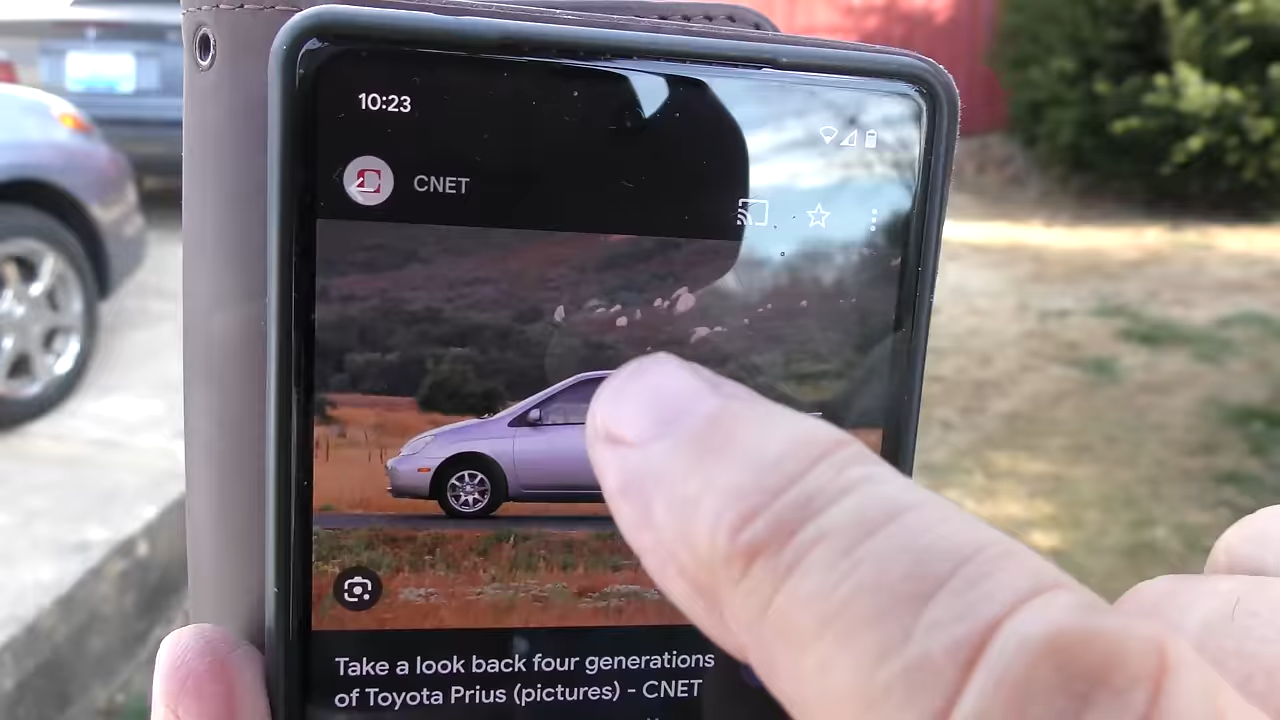 10:23
CNET
Take a look back four generations
of Toyota Prius (pictures) - CNET